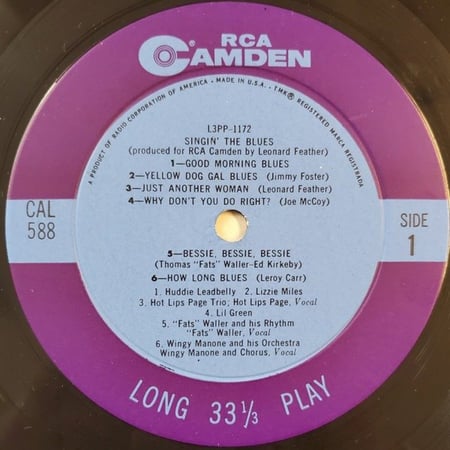 RCA
CAMDEN
®
A PRODUCT OF RADIO CORPORATION OF AMERICA - MADE IN U.S.A. - TMK ® REGISTERED MARCA REGISTRADA
L3PP-1172
SINGIN' THE BLUES
(produced for RCA Camden by Leonard Feather)
1—GOOD MORNING BLUES
2—YELLOW DOG GAL BLUES (Jimmy Foster)
3—JUST ANOTHER WOMAN (Leonard Feather)
4—WHY DON'T YOU DO RIGHT? (Joe McCoy)
CAL
588
SIDE
1
5—BESSIE, BESSIE, BESSIE
(Thomas "Fats" Waller-Ed Kirkeby)
6—HOW LONG BLUES (Leroy Carr)
1. Huddie Leadbelly 2. Lizzie Miles
3. Hot Lips Page Trio; Hot Lips Page, Vocal
4. Lil Green
5. "Fats" Waller and his Rhythm
"Fats" Waller, Vocal
6. Wingy Manone and his Orchestra
Wingy Manone and Chorus, Vocal
LONG 33⅓ PLAY